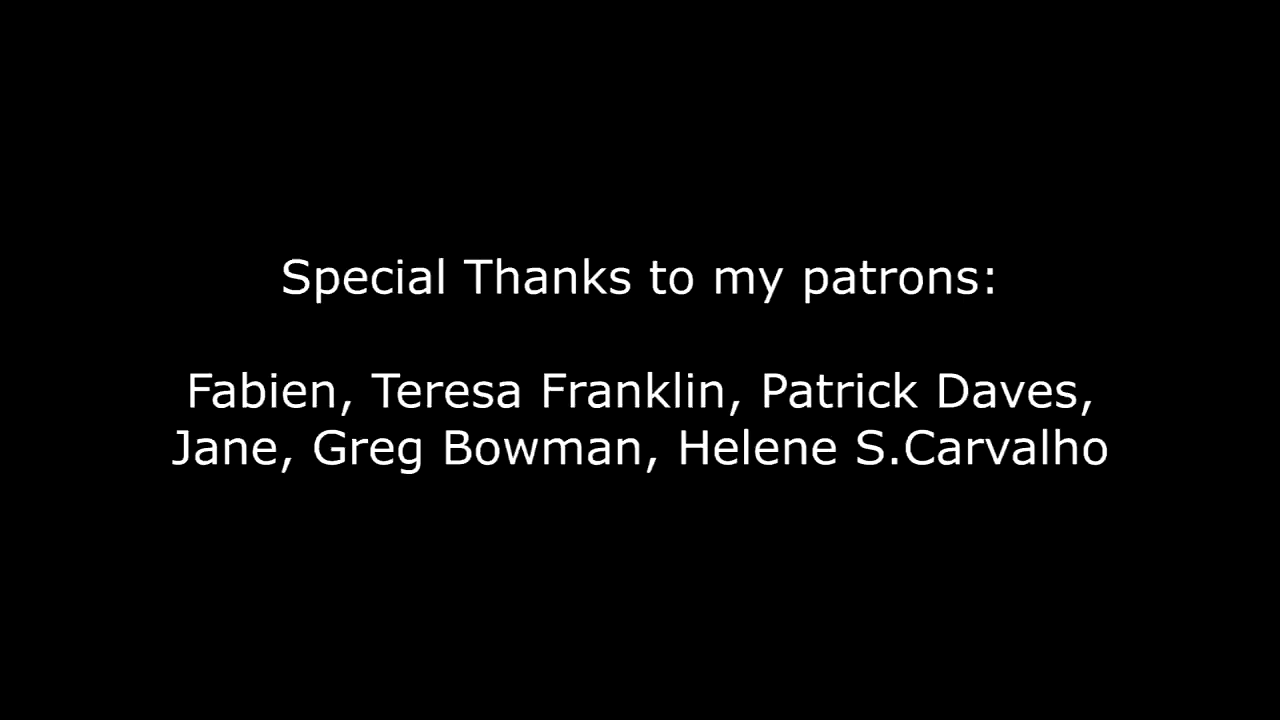 Special Thanks to my patrons:
Fabien, Teresa Franklin, Patrick Daves,
Jane, Greg Bowman, Helene S.Carvalho